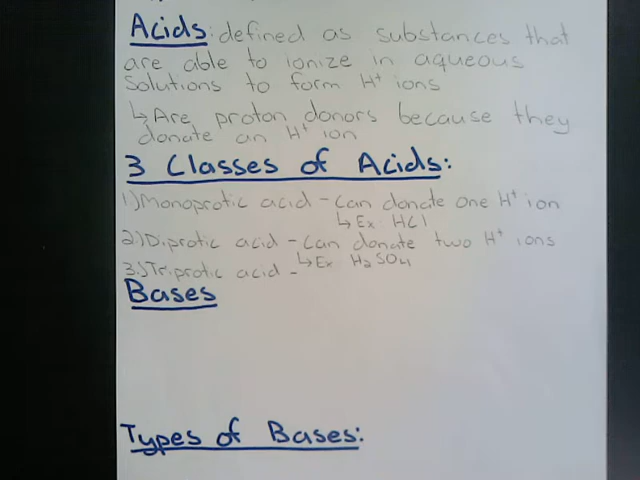 Acids: defined as substances that
are able to ionize in aqueous
solutions to form H⁺ ions
↳ Are proton donors because they
donate an H⁺ ion
3 Classes of Acids:
1) Monoprotic acid - can donate one H⁺ ion
↳ Ex: HCl
2) Diprotic acid - can donate two H⁺ ions
↳ Ex H₂SO₄
3) Triprotic acid -
Bases
Types of Bases: